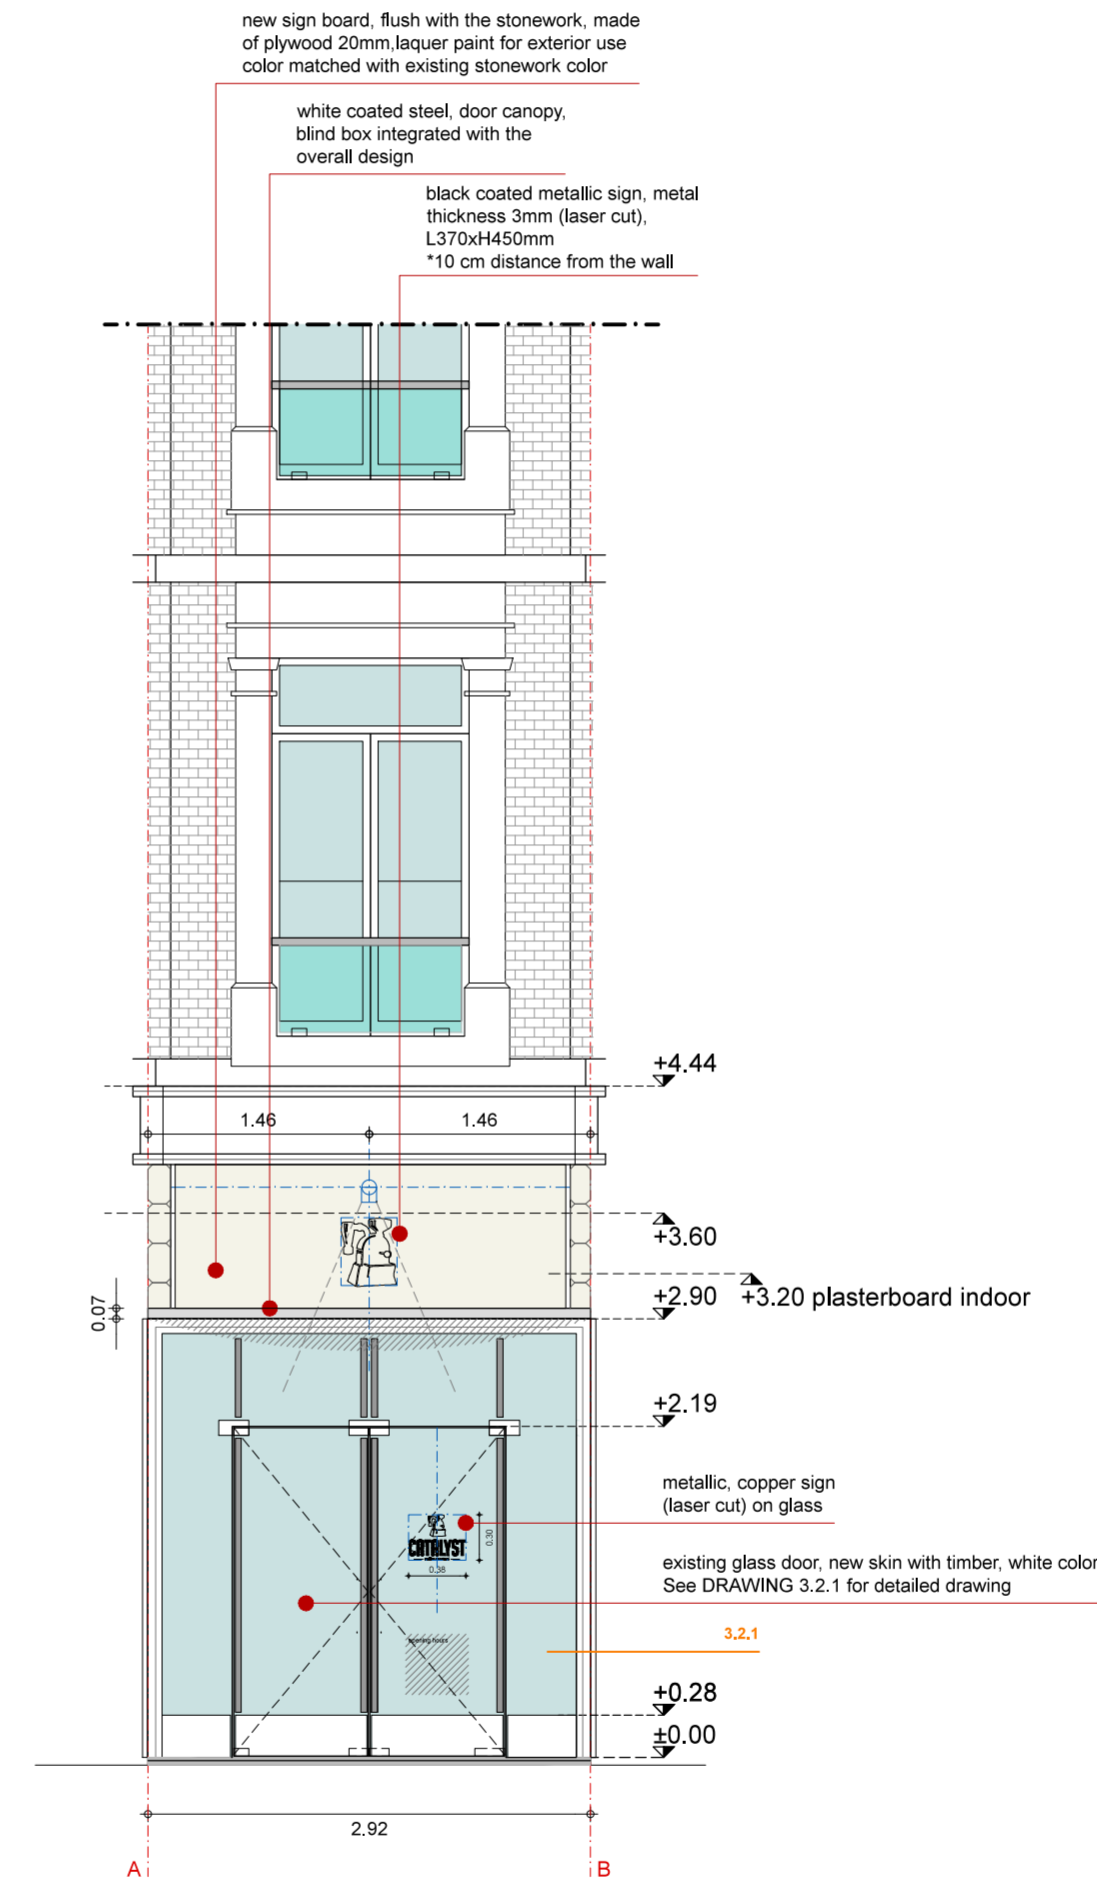 new sign board, flush with the stonework, made
of plywood 20mm,laquer paint for exterior use
color matched with existing stonework color
white coated steel, door canopy,
blind box integrated with the
overall design
black coated metallic sign, metal
thickness 3mm (laser cut),
L370xH450mm
*10 cm distance from the wall
+4.44
1.46
1.46
+3.60
+2.90
+3.20 plasterboard indoor
0.07
+2.19
metallic, copper sign
(laser cut) on glass
CATALYST
0.30
0.38
existing glass door, new skin with timber, white color
See DRAWING 3.2.1 for detailed drawing
3.2.1
opening hours
+0.28
±0.00
2.92
A
B